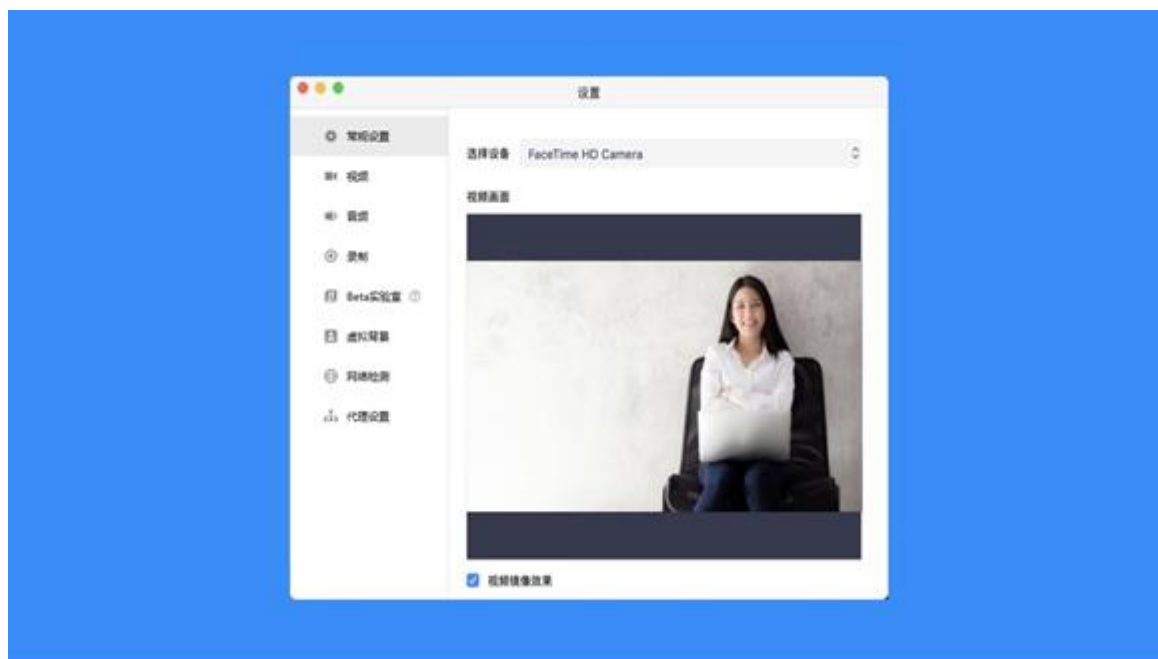 设置
常规设置
视频
音频
录制
Beta实验室
虚拟背景
网络检测
代理设置
选择设备 FaceTime HD Camera
视频画面
视频镜像效果